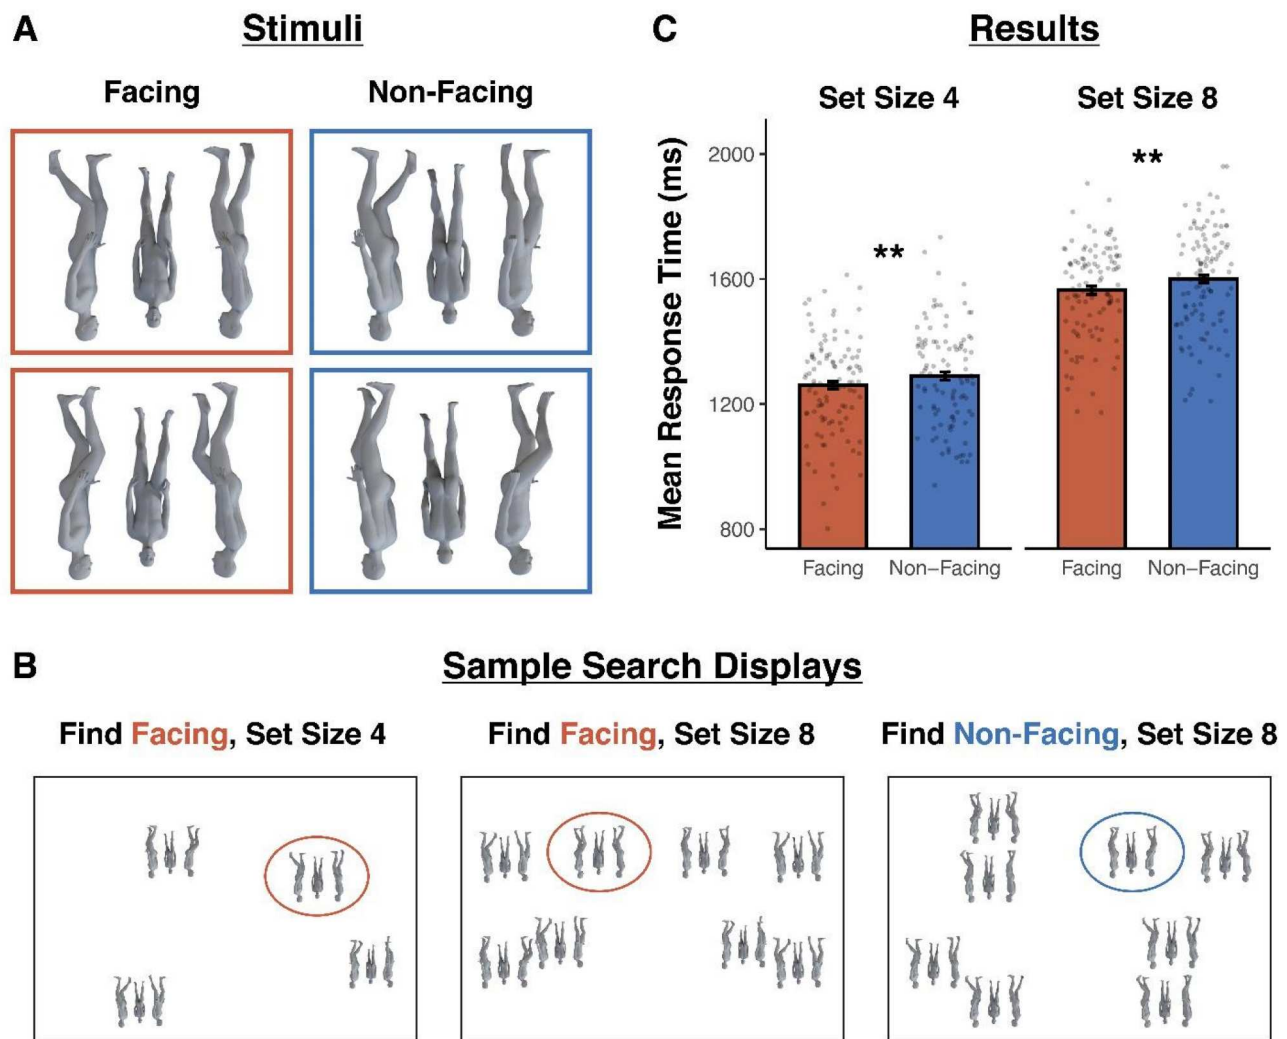 A
Stimuli
Facing
Non-Facing
C
Results
Set Size 4
Set Size 8
Mean Response Time (ms)
2000
1600
1200
800
**
**
Facing
Non–Facing
Facing
Non–Facing
B
Sample Search Displays
Find Facing, Set Size 4
Find Facing, Set Size 8
Find Non-Facing, Set Size 8